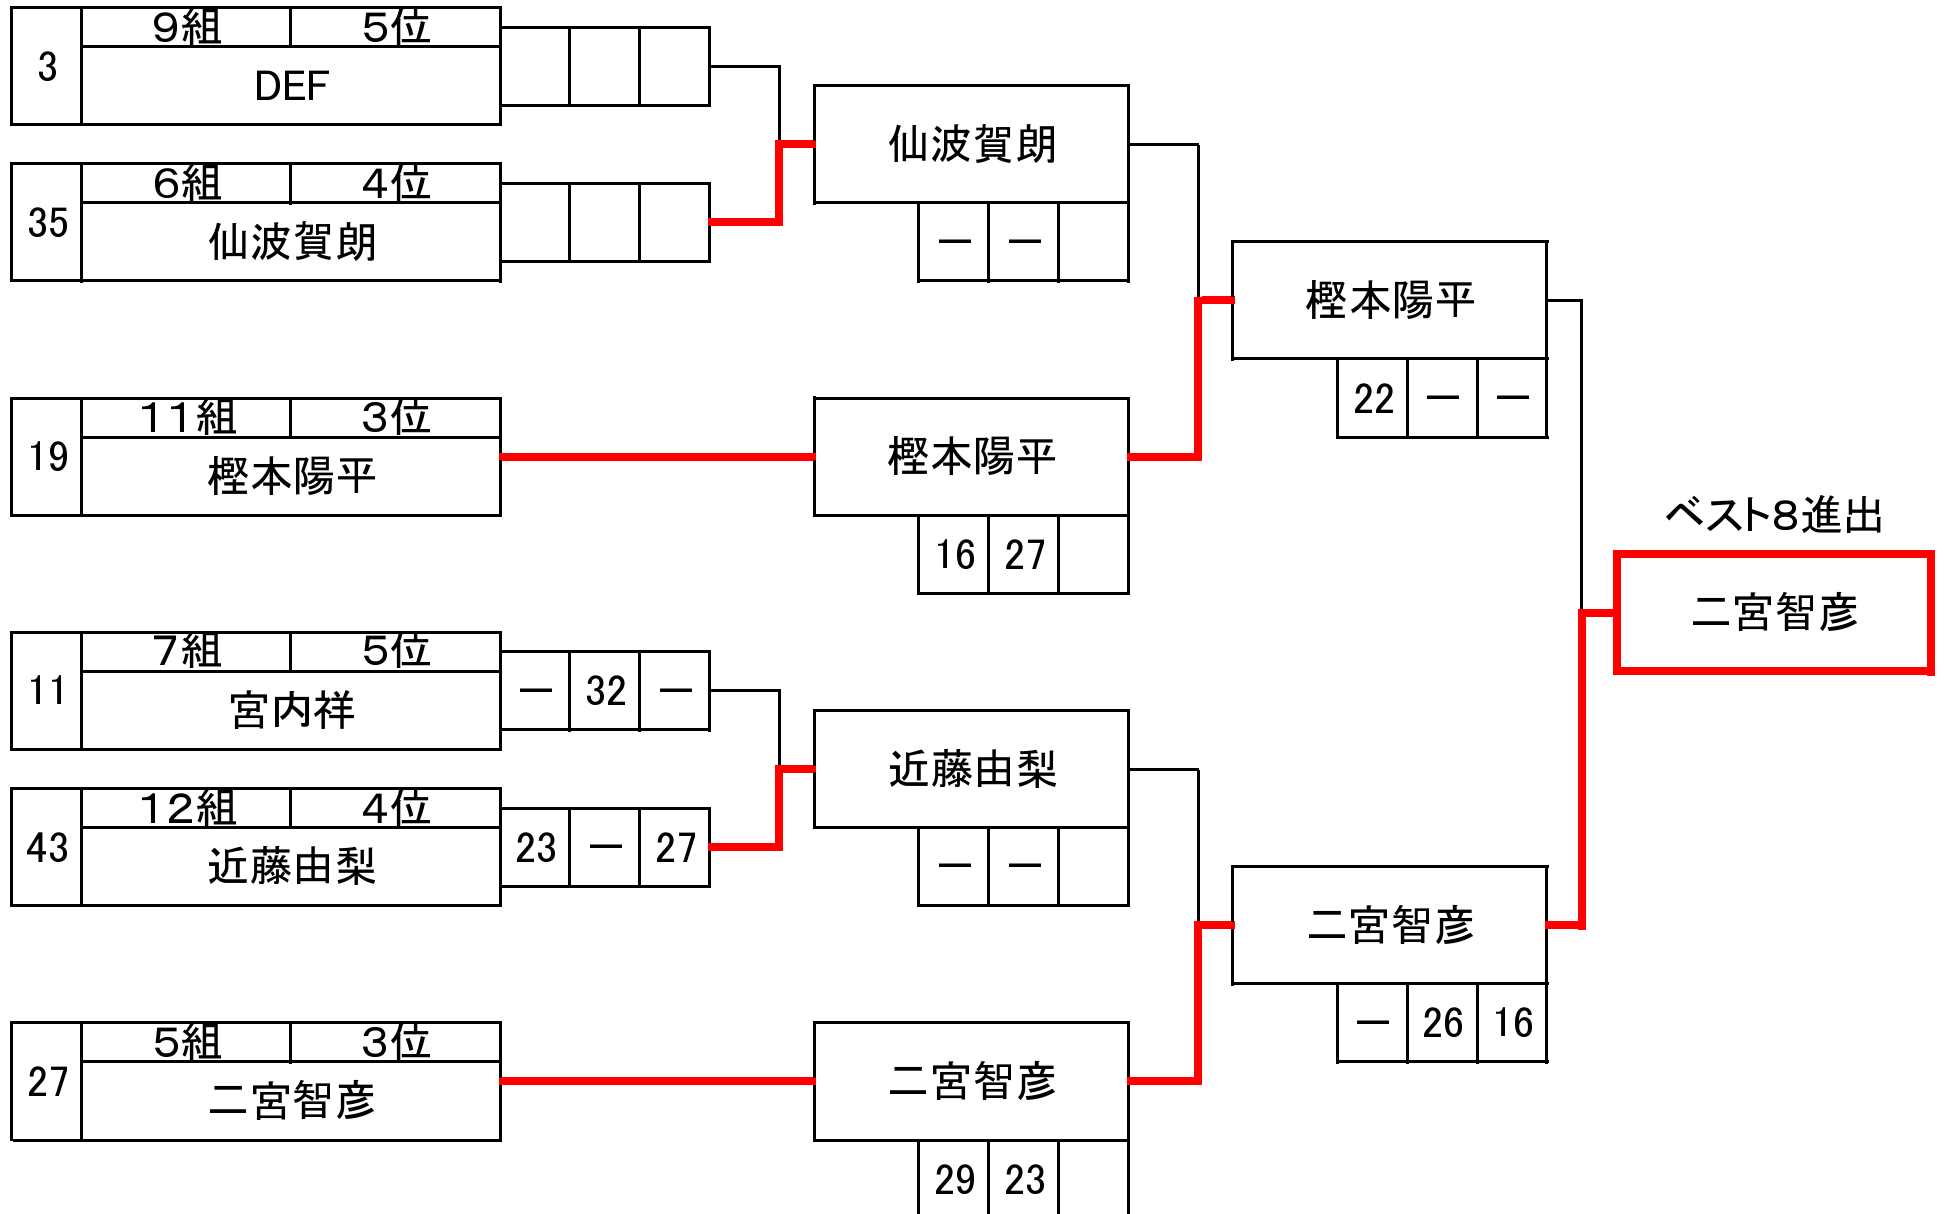 3 9組 5位
DEF
35 6組 4位
仙波賀朗
仙波賀朗
ー ー
19 11組 3位
樫本陽平
樫本陽平
16 27
樫本陽平
22 ー ー
11 7組 5位
宮内祥
ー 32 ー
43 12組 4位
近藤由梨
23 ー 27
近藤由梨
ー ー
27 5組 3位
二宮智彦
二宮智彦
29 23
二宮智彦
ー 26 16
ベスト8進出
二宮智彦